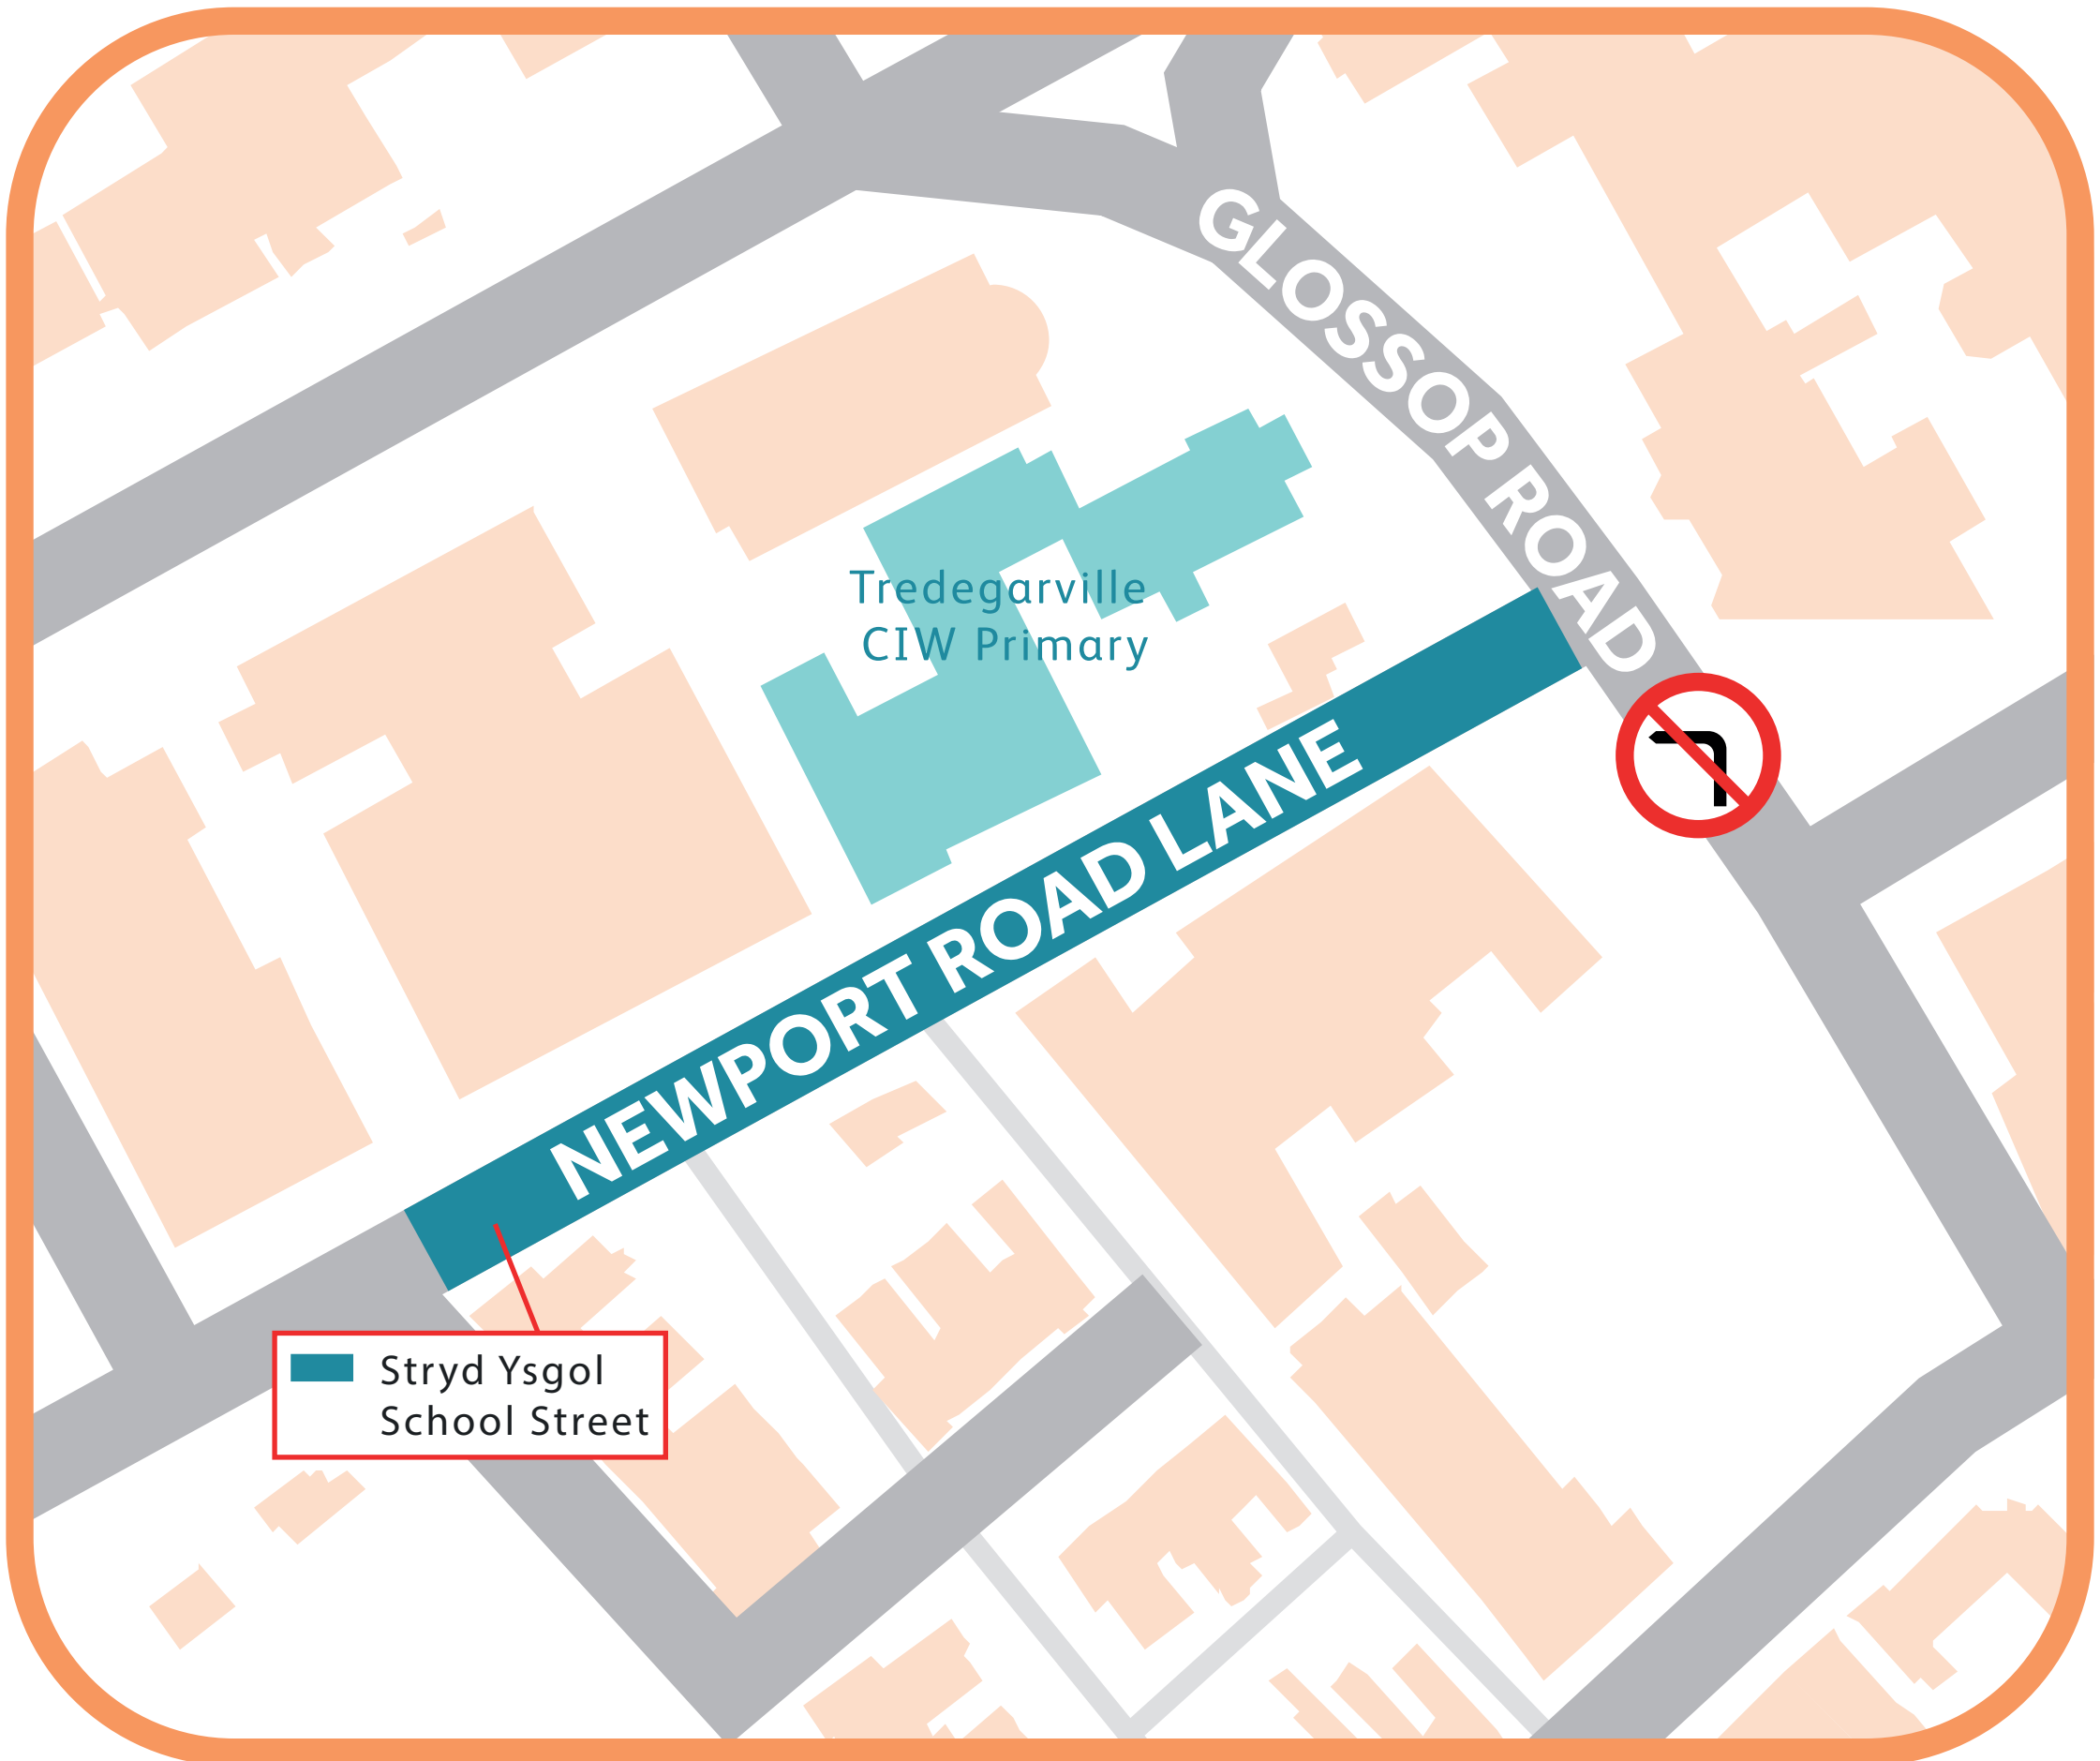 GLOSSOP ROAD
Tredegarville
CIW Primary
NEWPORT ROAD LANE
Stryd Ysgol
School Street